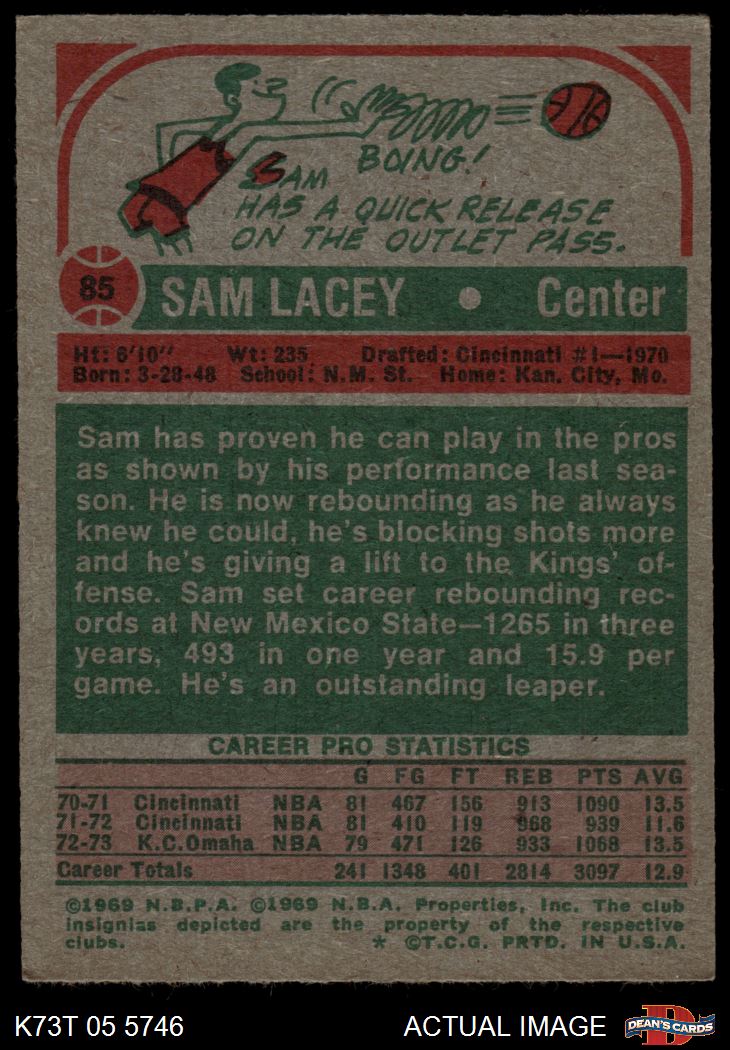 BOING!
SAM
HAS A QUICK RELEASE
ON THE OUTLET PASS.
85 SAM LACEY • Center
Ht: 6'10" Wt: 235 Drafted: Cincinnati #1—1970
Born: 3-28-48 School: N.M. St. Home: Kan. City, Mo.
Sam has proven he can play in the pros
as shown by his performance last sea-
son. He is now rebounding as he always
knew he could, he's blocking shots more
and he's giving a lift to the Kings' of-
fense. Sam set career rebounding rec-
ords at New Mexico State—1265 in three
years, 493 in one year and 15.9 per
game. He's an outstanding leaper.
CAREER PRO STATISTICS
G FG FT REB PTS AVG
70-71 Cincinnati NBA 81 467 156 913 1090 13.5
71-72 Cincinnati NBA 81 410 119 968 939 11.6
72-73 K.C.Omaha NBA 79 471 126 933 1068 13.5
Career Totals 241 1348 401 2814 3097 12.9
©1969 N.B.P.A. ©1969 N.B.A. Properties, Inc. The club
insignias depicted are the property of the respective
clubs. * ©T.C.G. PRTD. IN U.S.A.
K73T 05 5746 ACTUAL IMAGE D DEAN'S CARDS